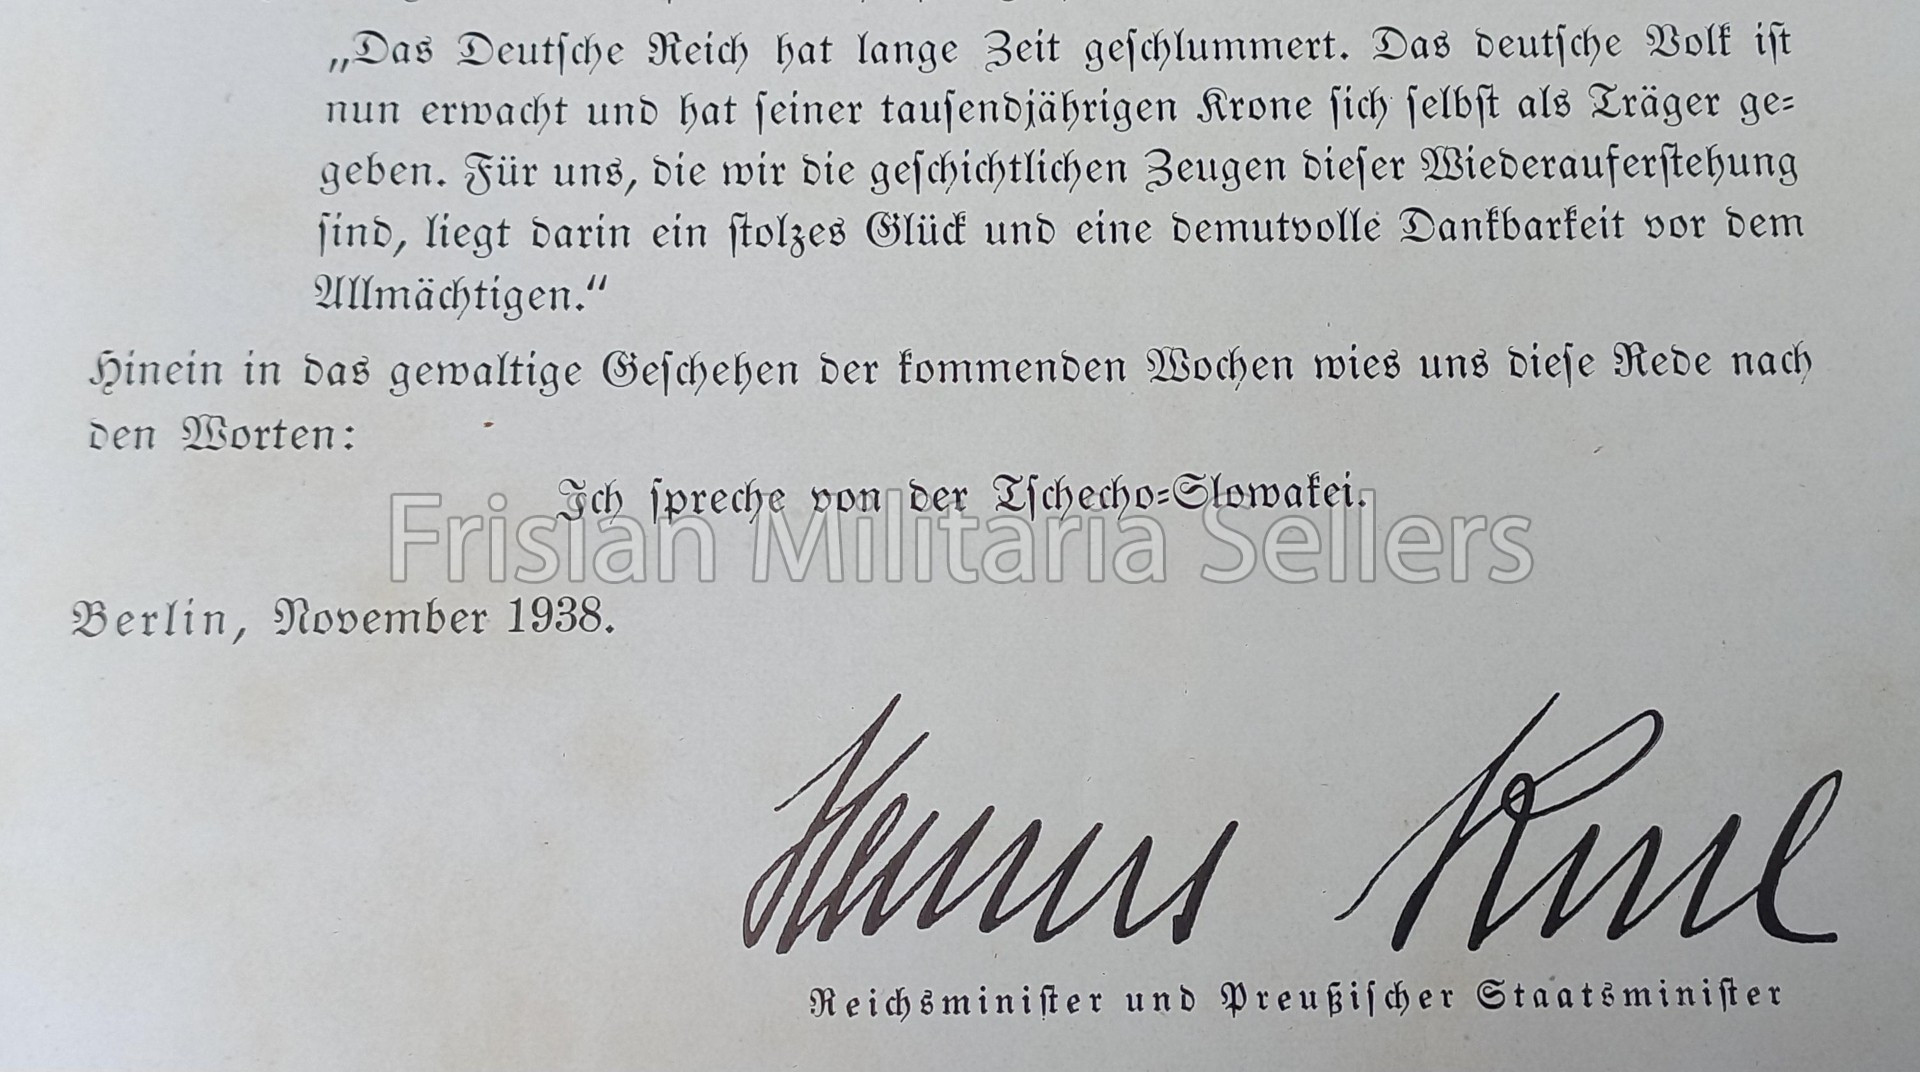 „Das Deutſche Reich hat lange Zeit geſchlummert. Das deutſche Volk iſt
nun erwacht und hat ſeiner tauſendjährigen Krone ſich ſelbſt als Träger ge=
geben. Für uns, die wir die geſchichtlichen Zeugen dieſer Wiederauferſtehung
ſind, liegt darin ein ſtolzes Glück und eine demutvolle Dankbarkeit vor dem
Allmächtigen.“
Hinein in das gewaltige Geſchehen der kommenden Wochen wies uns dieſe Rede nach
den Worten:
Ich ſpreche von der Tſchecho=Slowakei.
Frisian Militaria Sellers
Berlin, November 1938.
Hanns Kerrl
Reichsminiſter und Preußiſcher Staatsminiſter